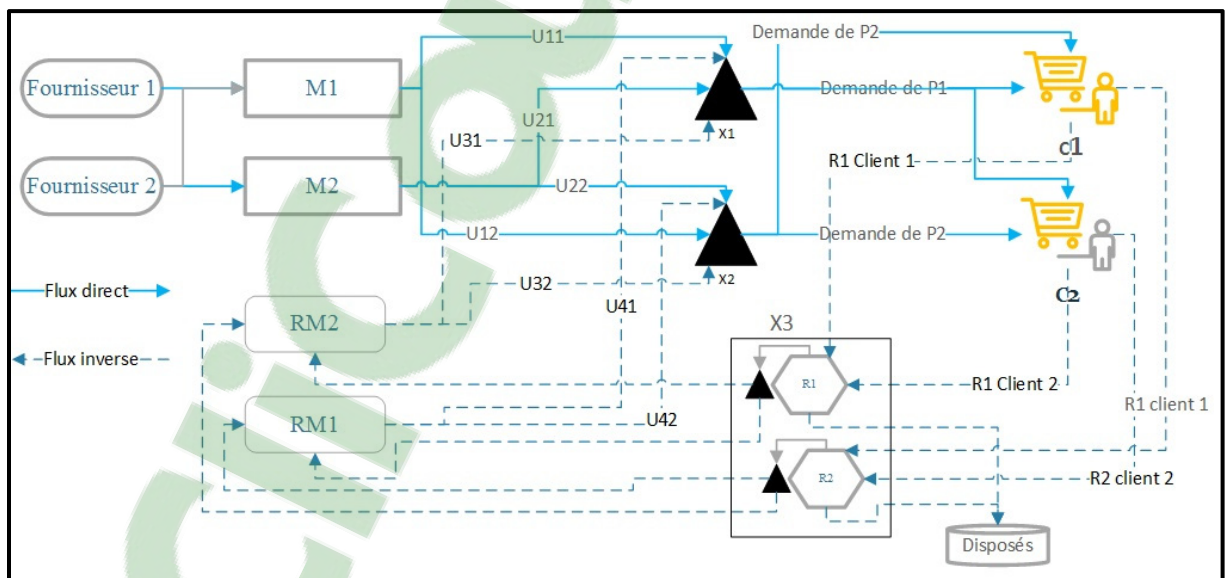 Demande de P2
U11
Fournisseur 1
M1
Demande de P1
U21
X1
U31
c1
R1 Client 1
Fournisseur 2
M2
U22
U12
Demande de P2
X2
U32
C2
Flux direct
U41
RM2
X3
Flux inverse
R1
R1 Client 2
R1 client 1
RM1
U42
R2
R2 client 2
Disposés